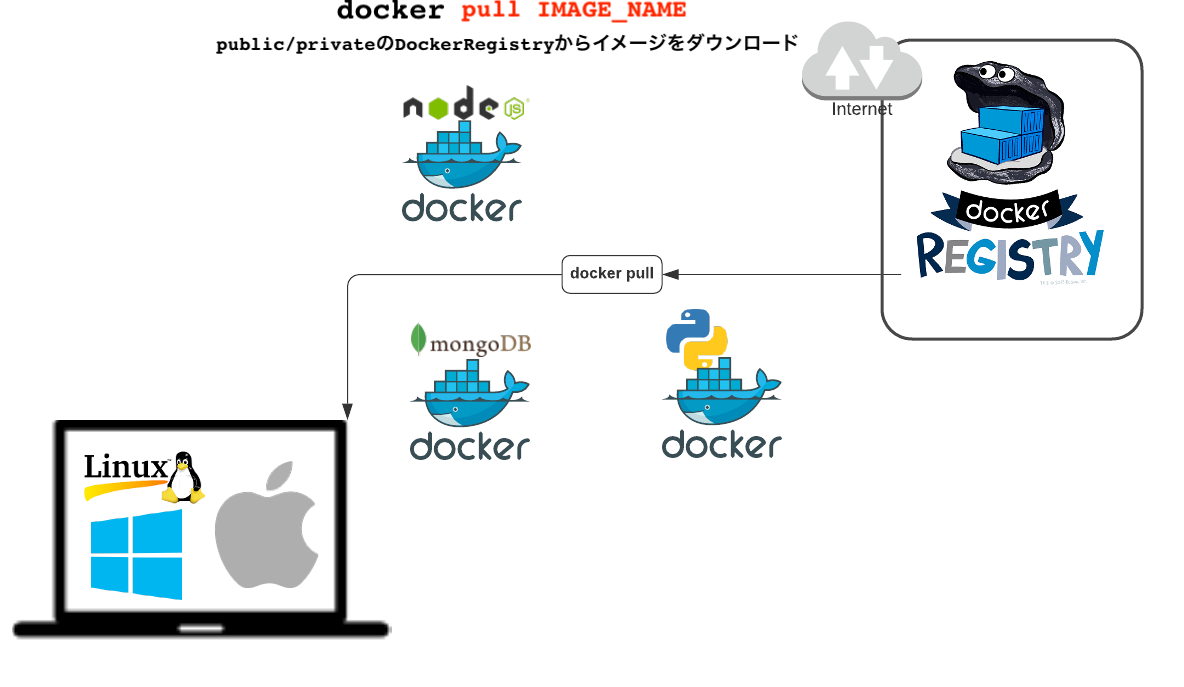 docker pull IMAGE_NAME
public/privateのDockerRegistryからイメージをダウンロード
Internet
node
JS
docker
docker
REGISTRY
docker pull
mongoDB
docker
docker
Linux